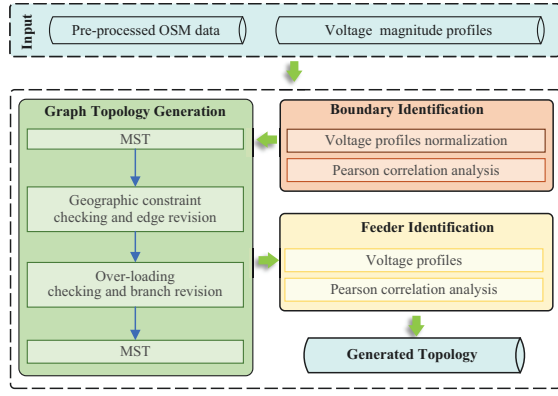 Input
Pre-processed OSM data
Voltage magnitude profiles
Graph Topology Generation
MST
Geographic constraint
checking and edge revision
Over-loading
checking and branch revision
MST
Boundary Identification
Voltage profiles normalization
Pearson correlation analysis
Feeder Identification
Voltage profiles
Pearson correlation analysis
Generated Topology